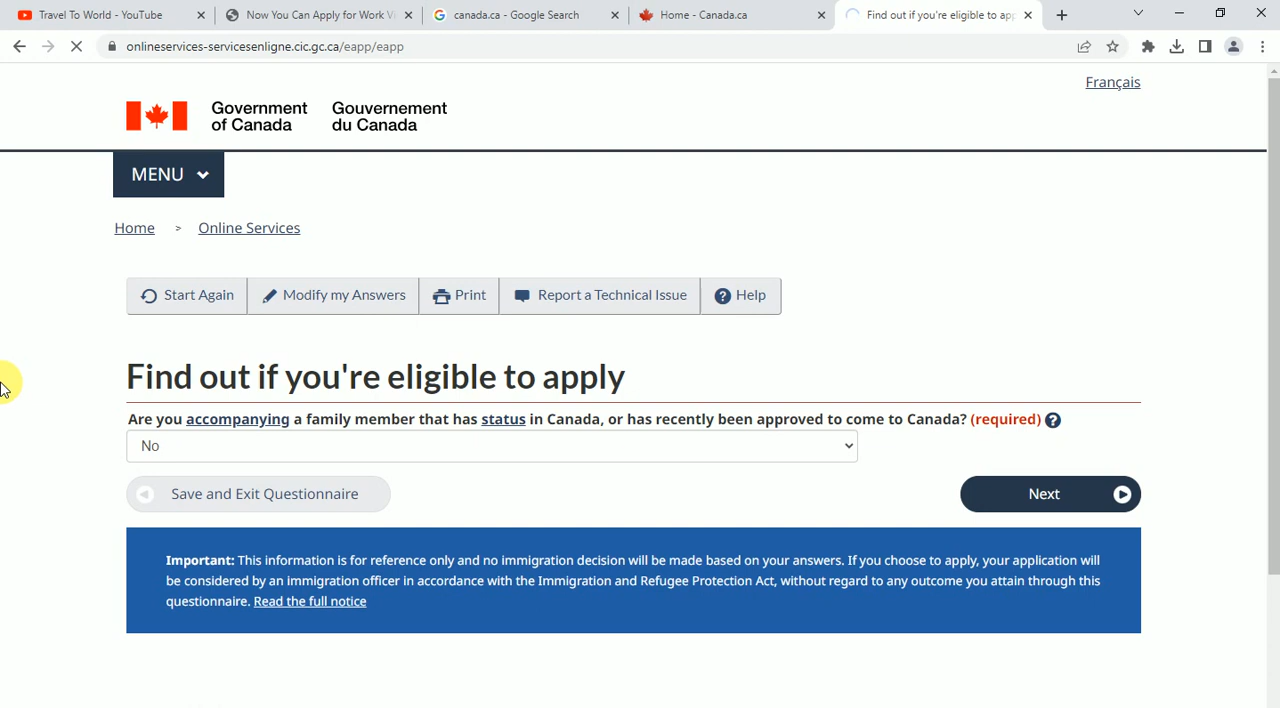 Travel To World - YouTube
Now You Can Apply for Work Vi
canada.ca - Google Search
Home - Canada.ca
Find out if you're eligible to app
onlineservices-servicesenligne.cic.gc.ca/eapp/eapp
Français
Government of Canada
Gouvernement du Canada
MENU
Home > Online Services
Start Again
Modify my Answers
Print
Report a Technical Issue
? Help
Find out if you're eligible to apply
Are you accompanying a family member that has status in Canada, or has recently been approved to come to Canada? (required) ?
No
Save and Exit Questionnaire
Next
Important: This information is for reference only and no immigration decision will be made based on your answers. If you choose to apply, your application will
be considered by an immigration officer in accordance with the Immigration and Refugee Protection Act, without regard to any outcome you attain through this
questionnaire. Read the full notice